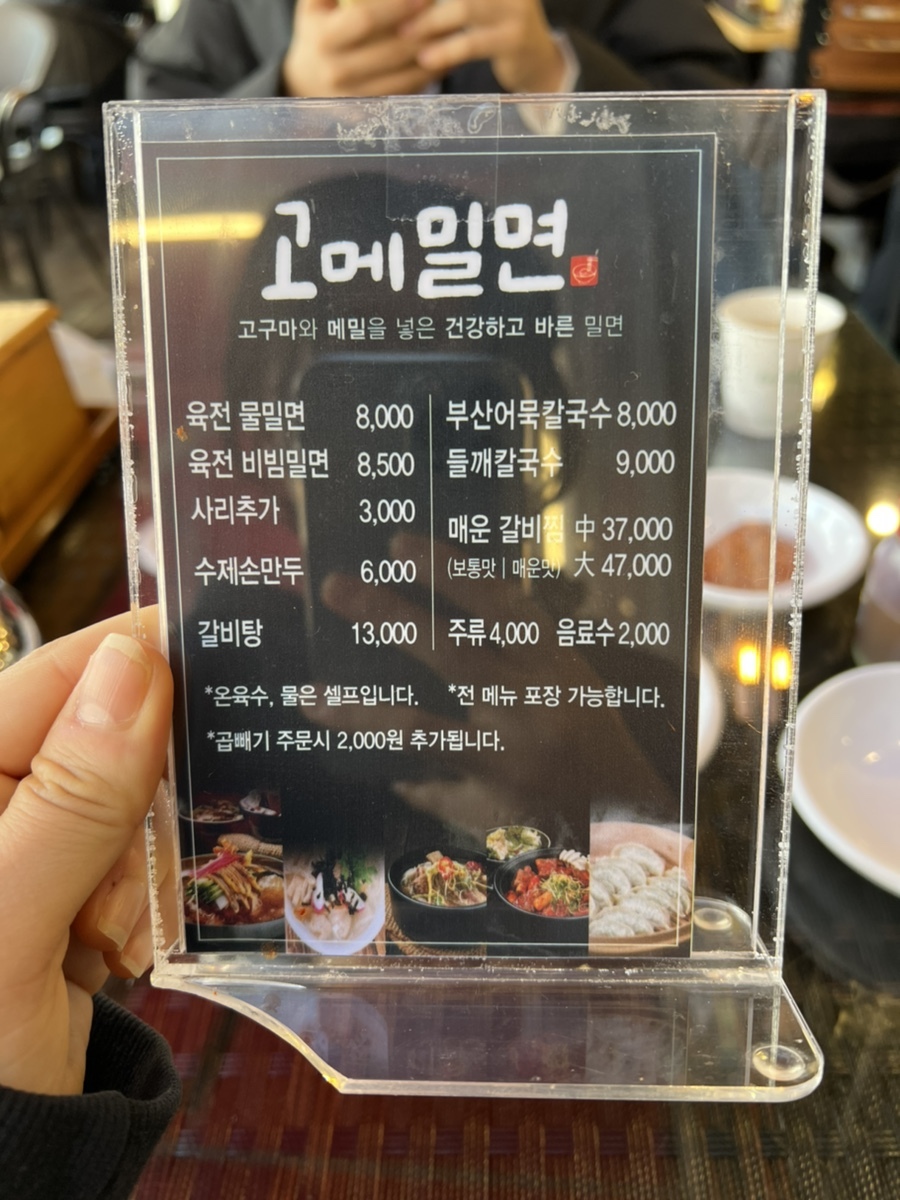 고메밀면
고구마와 메밀을 넣은 건강하고 바른 밀면
육전 물밀면 8,000
육전 비빔밀면 8,500
사리추가 3,000
수제손만두 6,000
갈비탕 13,000
부산어묵칼국수 8,000
들깨칼국수 9,000
매운 갈비찜 中 37,000
(보통맛 | 매운맛) 大 47,000
주류 4,000 음료수 2,000
*온육수, 물은 셀프입니다. *전 메뉴 포장 가능합니다.
*곱빼기 주문시 2,000원 추가됩니다.